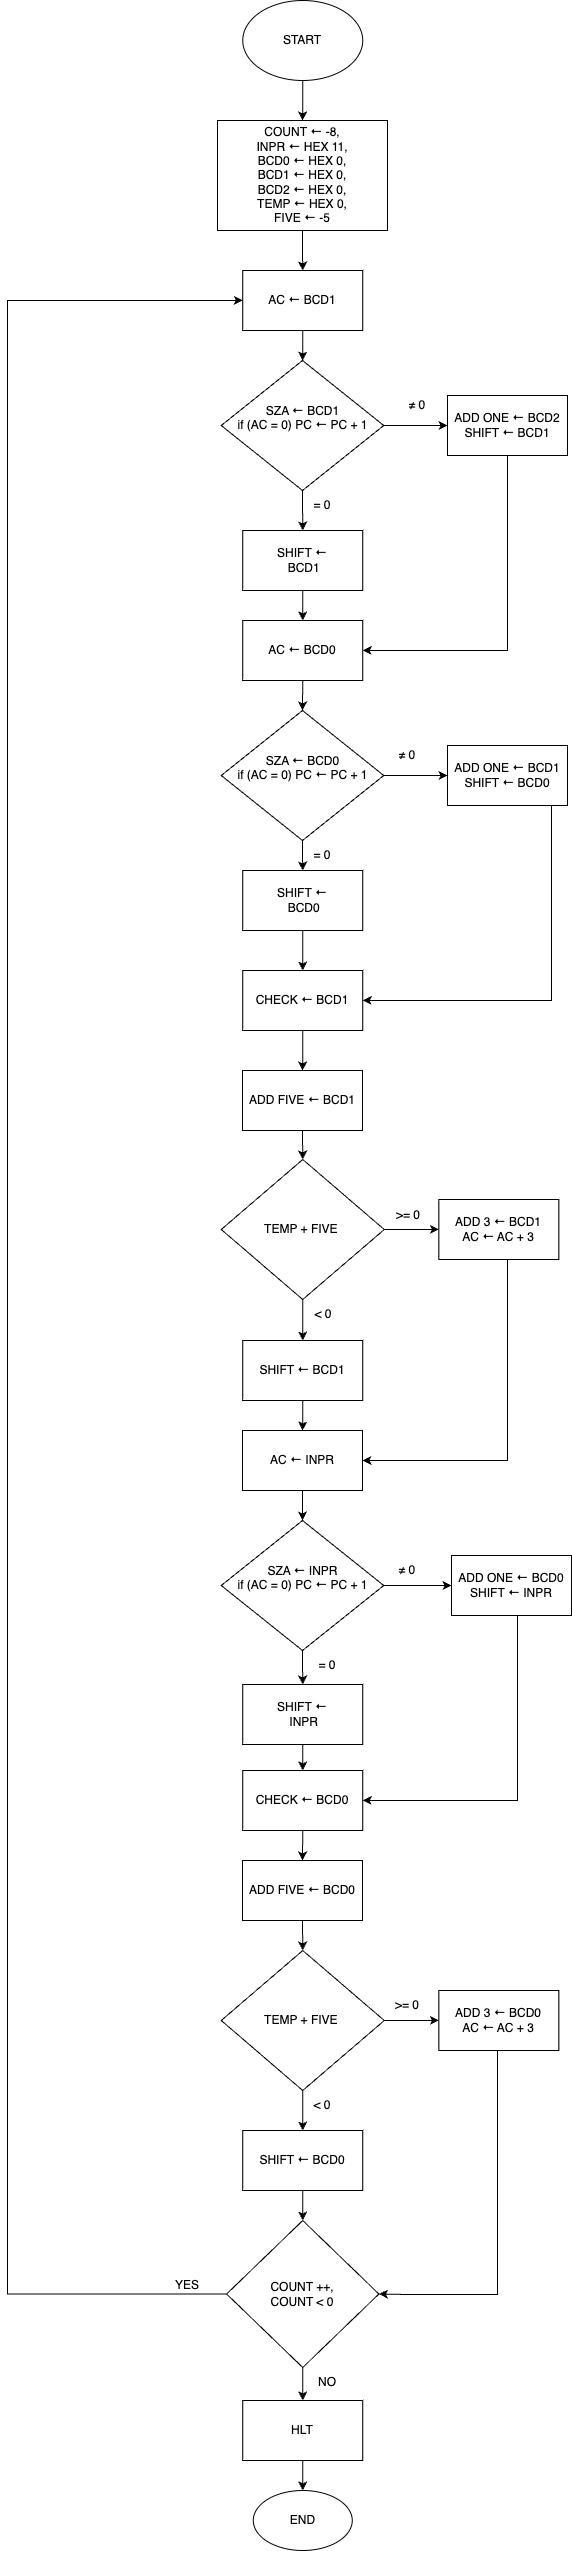 START
COUNT ← -8,
INPR ← HEX 11,
BCD0 ← HEX 0,
BCD1 ← HEX 0,
BCD2 ← HEX 0,
TEMP ← HEX 0,
FIVE ← -5
AC ← BCD1
SZA ← BCD1
if (AC = 0) PC ← PC + 1
≠ 0
ADD ONE ← BCD2
SHIFT ← BCD1
= 0
SHIFT ←
BCD1
AC ← BCD0
SZA ← BCD0
if (AC = 0) PC ← PC + 1
≠ 0
ADD ONE ← BCD1
SHIFT ← BCD0
= 0
SHIFT ←
BCD0
CHECK ← BCD1
ADD FIVE ← BCD1
TEMP + FIVE
>= 0
ADD 3 ← BCD1
AC ← AC + 3
< 0
SHIFT ← BCD1
AC ← INPR
SZA ← INPR
if (AC = 0) PC ← PC + 1
≠ 0
ADD ONE ← BCD0
SHIFT ← INPR
= 0
SHIFT ←
INPR
CHECK ← BCD0
ADD FIVE ← BCD0
TEMP + FIVE
>= 0
ADD 3 ← BCD0
AC ← AC + 3
< 0
SHIFT ← BCD0
YES
COUNT ++,
COUNT < 0
NO
HLT
END